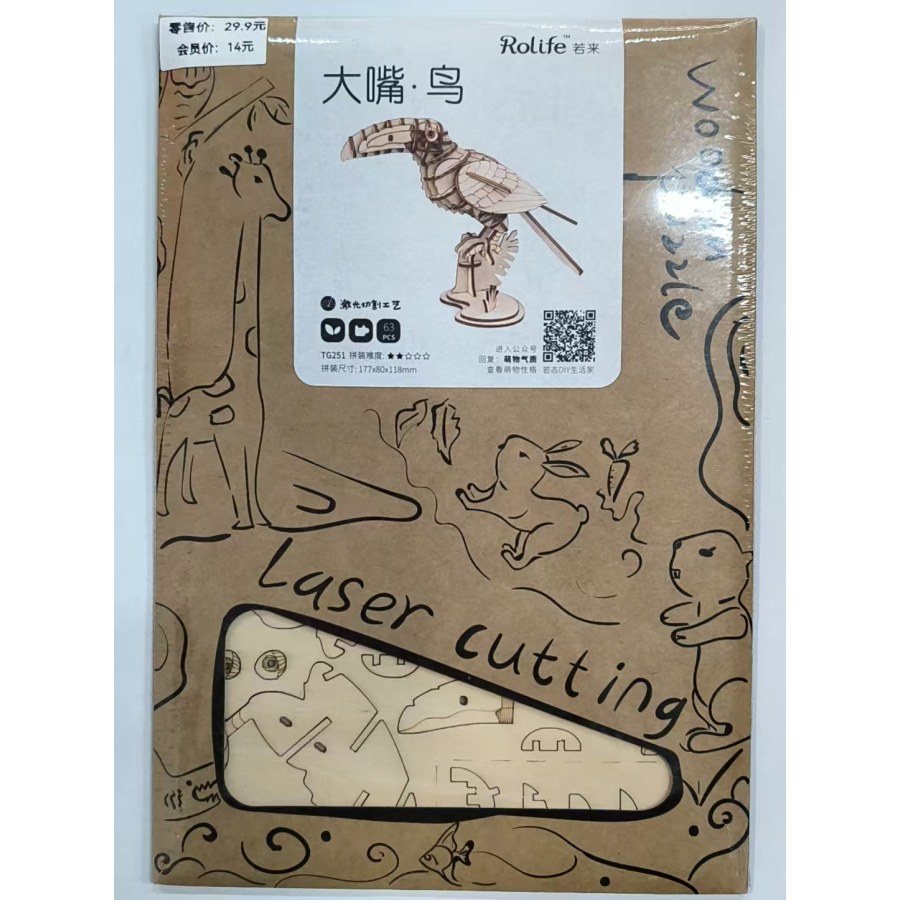 零售价：29.9元
会员价：14元
Rolife™ 若来
大嘴·鸟
wooden
puzzle
激光切割工艺
63
PCS
TG251 拼装难度：★★☆☆☆
拼装尺寸：177x80x118mm
进入公众号
回复：萌物气质
查看萌物性格 若态DIY生活家
Laser cutting